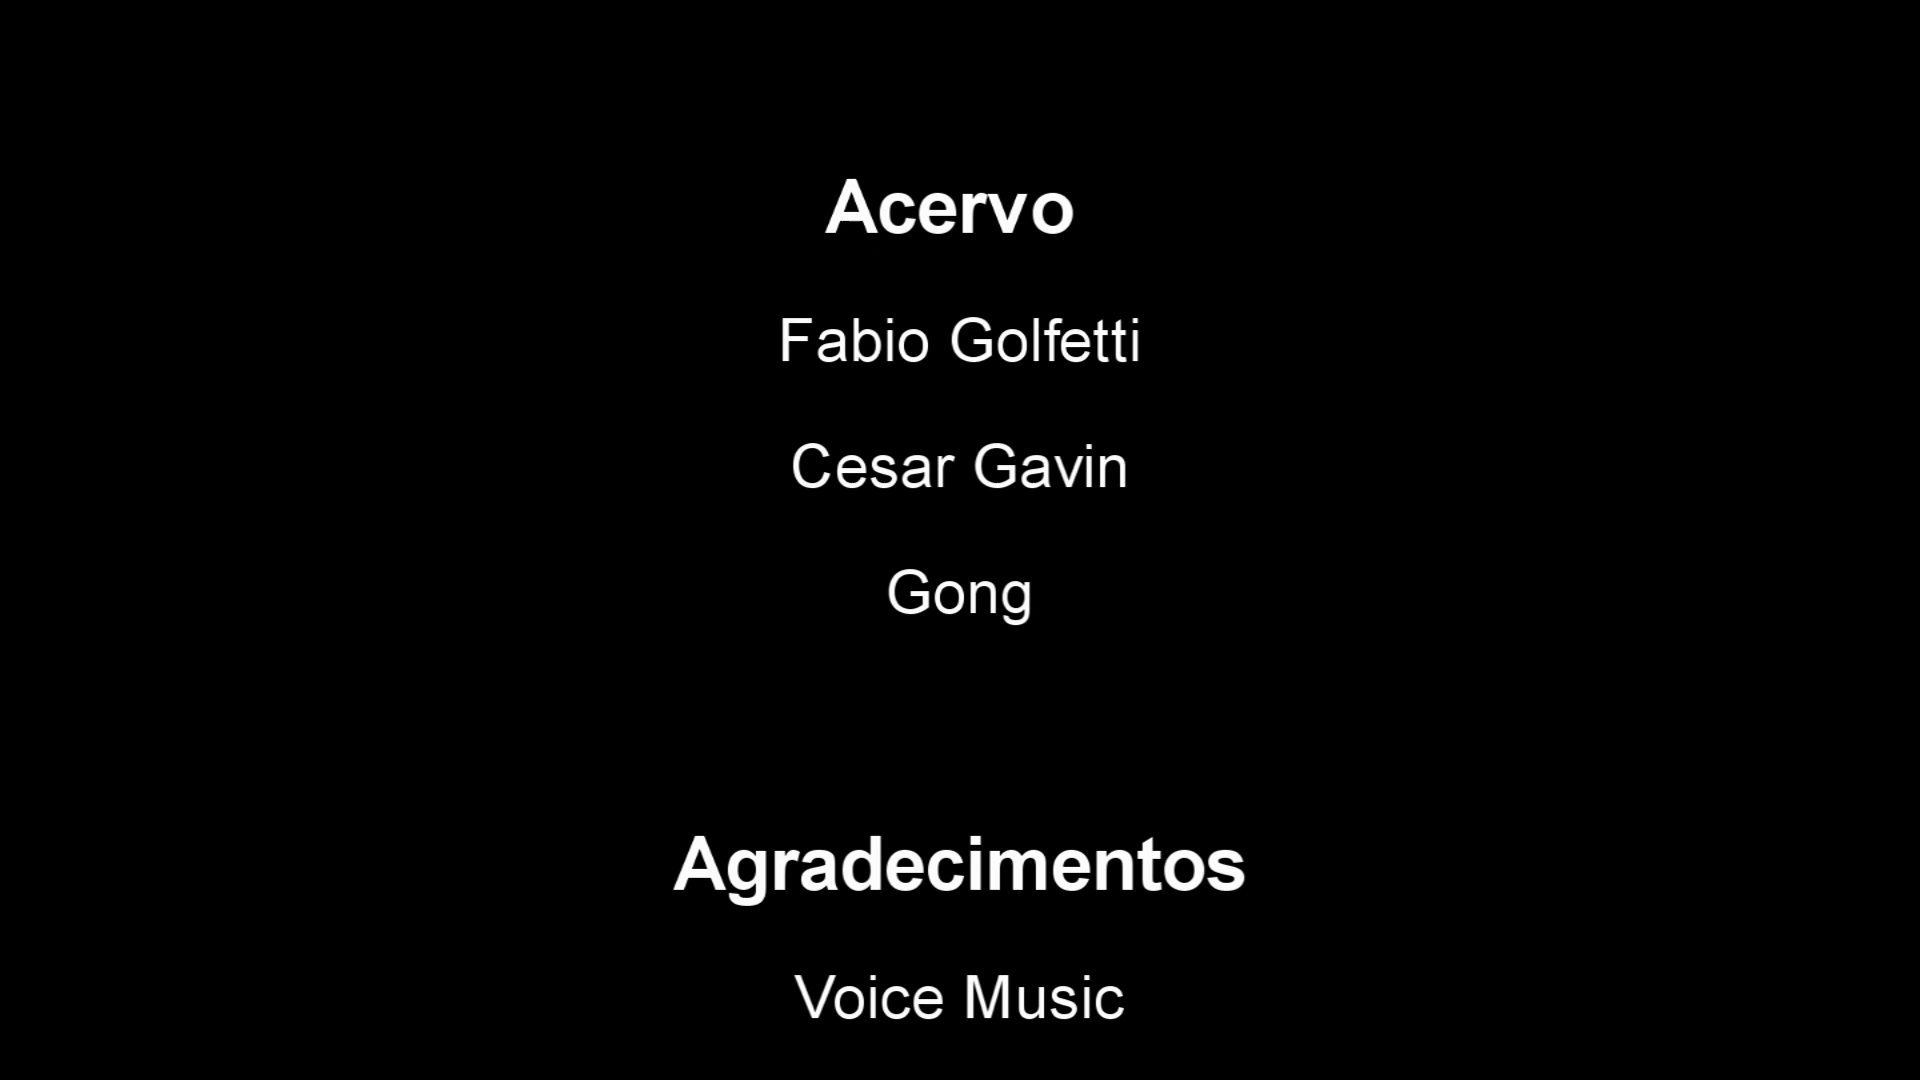 Acervo
Fabio Golfetti
Cesar Gavin
Gong
Agradecimentos
Voice Music